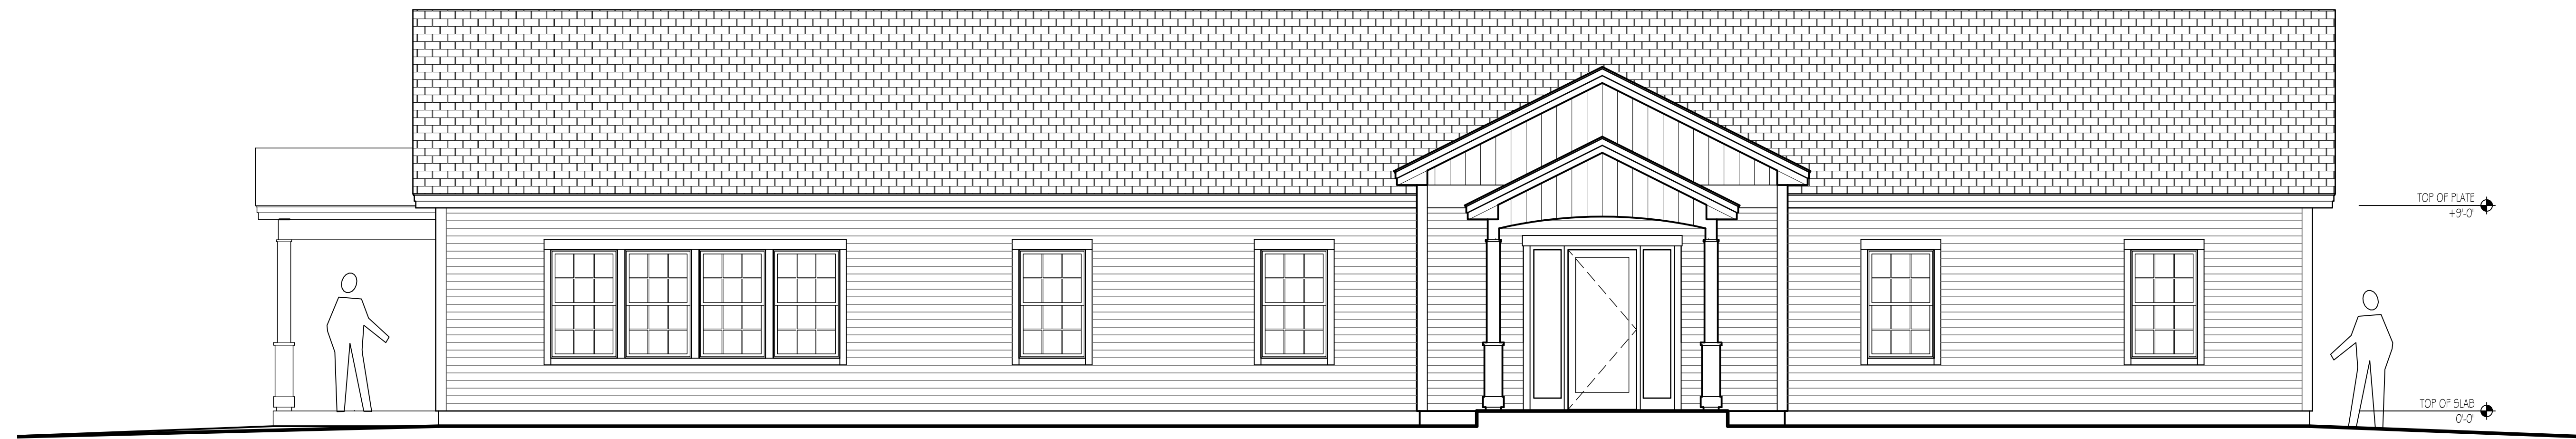 TOP OF PLATE
+9'-0"
TOP OF SLAB
0'-0"